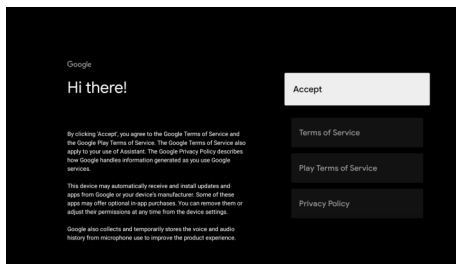 Google
Hi there!
Accept
By clicking 'Accept', you agree to the Google Terms of Service and
the Google Play Terms of Service. The Google Terms of Service also
apply to your use of Assistant. The Google Privacy Policy describes
how Google handles information generated as you use Google
services.
This device may automatically receive and install updates and
apps from Google or your device's manufacturer. Some of these
apps may offer optional in-app purchases. You can remove them or
adjust their permissions at any time from the device settings.
Google also collects and temporarily stores the voice and audio
history from microphone use to improve the product experience.
Terms of Service
Play Terms of Service
Privacy Policy